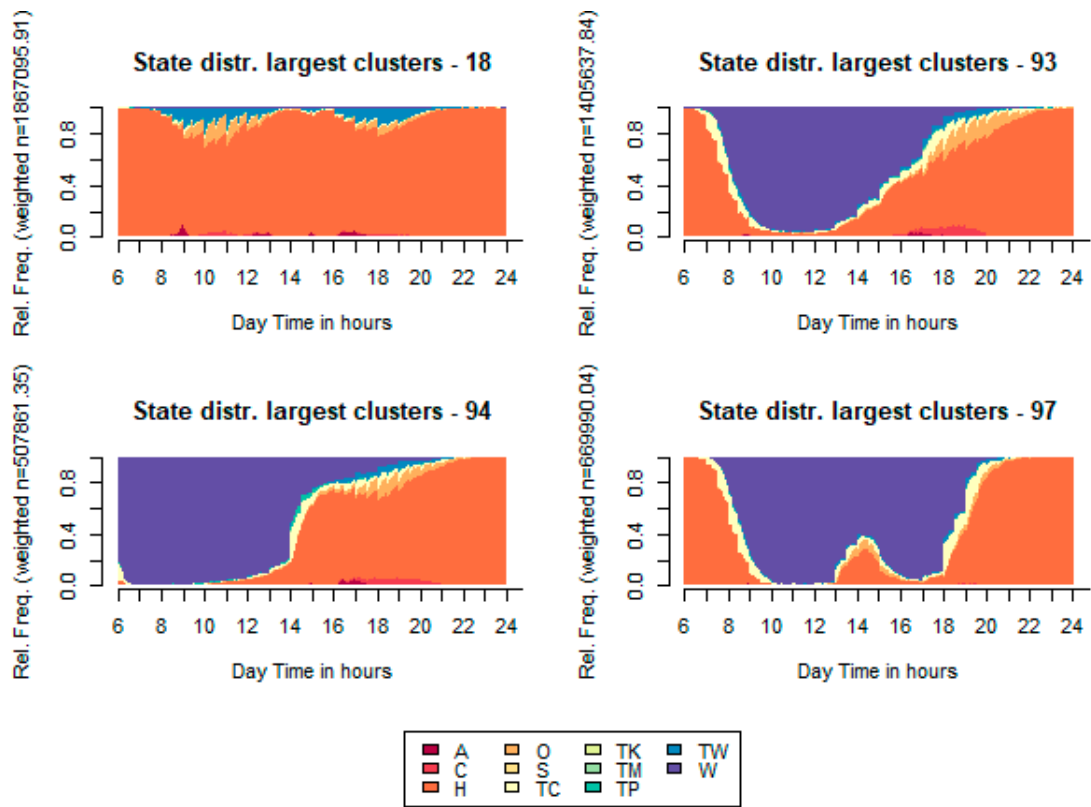 State distr. largest clusters - 18
Rel. Freq. (weighted n=1867095.91)
0.0 0.4 0.8
6 8 10 12 14 16 18 20 22 24
Day Time in hours
State distr. largest clusters - 93
Rel. Freq. (weighted n=1405637.84)
0.0 0.4 0.8
6 8 10 12 14 16 18 20 22 24
Day Time in hours
State distr. largest clusters - 94
Rel. Freq. (weighted n=507861.35)
0.0 0.4 0.8
6 8 10 12 14 16 18 20 22 24
Day Time in hours
State distr. largest clusters - 97
Rel. Freq. (weighted n=669990.04)
0.0 0.4 0.8
6 8 10 12 14 16 18 20 22 24
Day Time in hours
A O TK TW
C S TM W
H TC TP